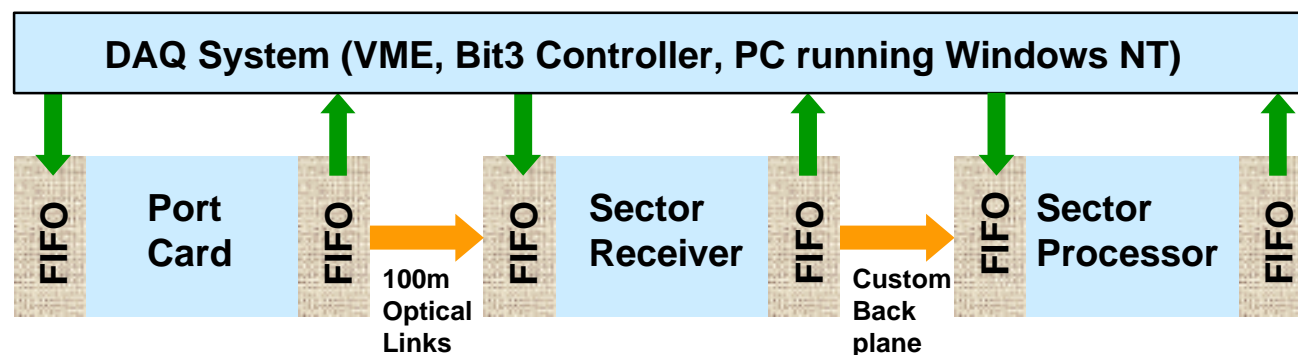 DAQ System (VME, Bit3 Controller, PC running Windows NT)
FIFO
Port
Card
FIFO
100m
Optical
Links
FIFO
Sector
Receiver
FIFO
Custom
Back
plane
FIFO
Sector
Processor
FIFO